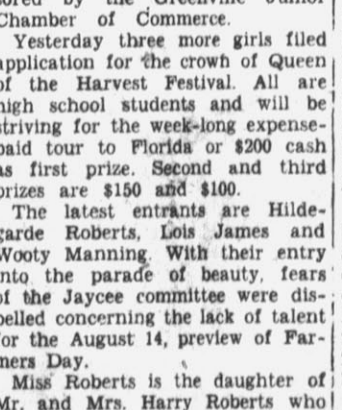 sored by the Greenville Junior
Chamber of Commerce.
Yesterday three more girls filed
application for the crown of Queen
of the Harvest Festival. All are
high school students and will be
striving for the week-long expense-
paid tour to Florida or $200 cash
as first prize. Second and third
prizes are $150 and $100.
The latest entrants are Hilde-
garde Roberts, Lois James and
Wooty Manning. With their entry
into the parade of beauty, fears
of the Jaycee committee were dis-
pelled concerning the lack of talent
for the August 14, preview of Far-
mers Day.
Miss Roberts is the daughter of
Mr. and Mrs. Harry Roberts who